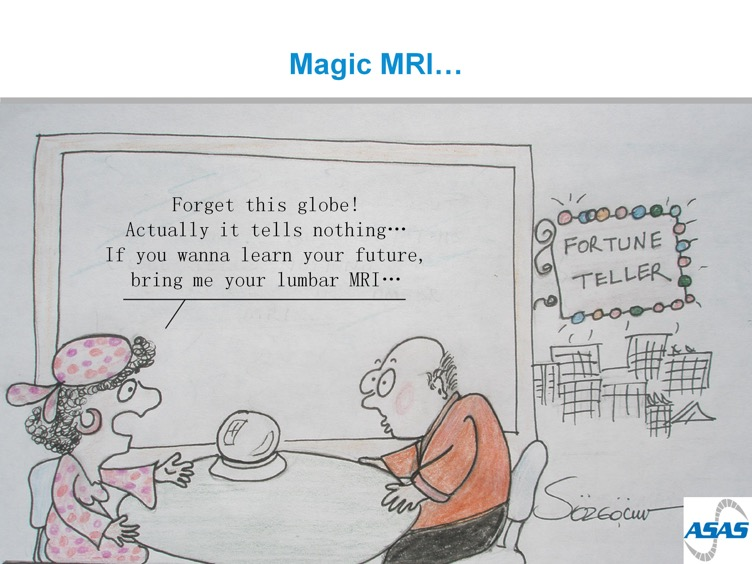 Magic MRI…
Forget this globe!
Actually it tells nothing…
If you wanna learn your future,
bring me your lumbar MRI…
FORTUNE
TELLER
ASAS